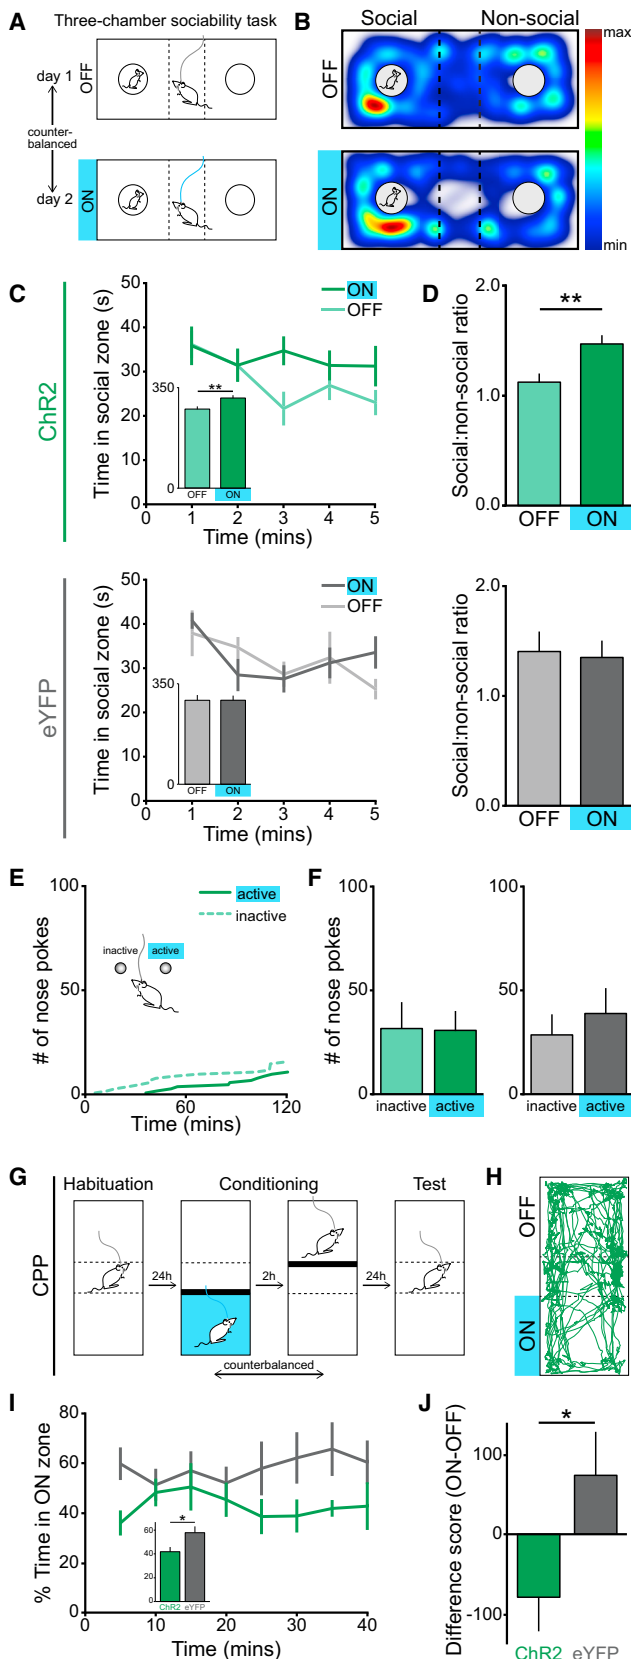 A
Three-chamber sociability task
day 1
OFF
counter-
balanced
day 2
ON
B
Social
Non-social
OFF
ON
max
min
C
ChR2
Time in social zone (s)
50
40
30
20
10
0
0
1
2
3
4
5
Time (mins)
ON
OFF
350
0
**
OFF
ON
D
Social:non-social ratio
2.0
1.0
0.0
**
OFF
ON
eYFP
Time in social zone (s)
50
40
30
20
10
0
0
1
2
3
4
5
Time (mins)
ON
OFF
350
0
OFF
ON
Social:non-social ratio
2.0
1.0
0.0
OFF
ON
E
# of nose pokes
100
50
0
0
60
120
Time (mins)
active
inactive
inactive
active
F
# of nose pokes
100
50
0
inactive
active
100
50
0
inactive
active
G
CPP
Habituation
Conditioning
Test
24h
2h
24h
counterbalanced
H
OFF
ON
I
% Time in ON zone
80
60
40
20
0
0
10
20
30
40
Time (mins)
60
40
20
0
*
ChR2
eYFP
J
Difference score (ON-OFF)
100
0
-100
*
ChR2
eYFP